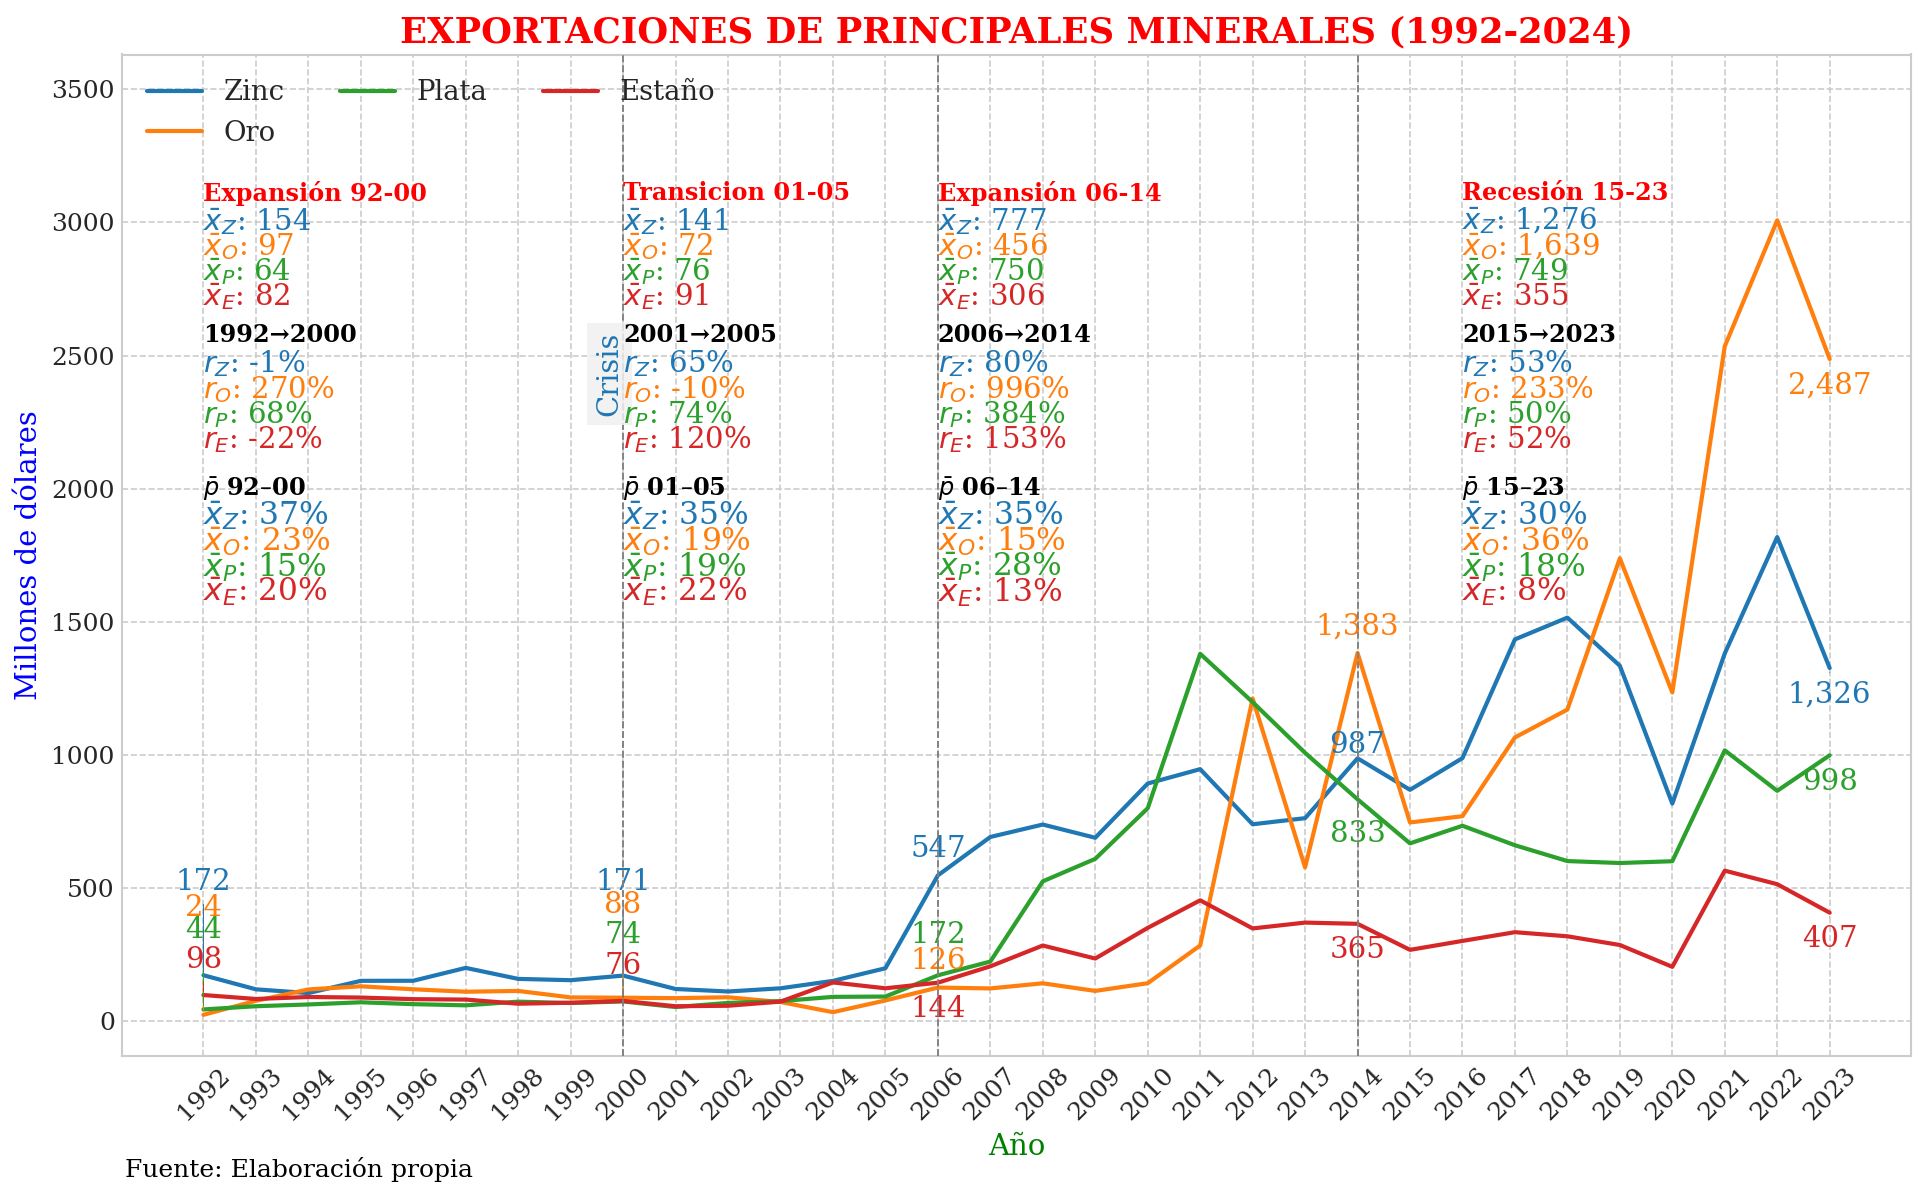 EXPORTACIONES DE PRINCIPALES MINERALES (1992-2024)
Zinc Plata Estaño
Oro
Millones de dólares
3500
3000
2500
2000
1500
1000
500
0
Expansión 92-00
x̄Z: 154
x̄O: 97
x̄P: 64
x̄E: 82
1992→2000
rZ: -1%
rO: 270%
rP: 68%
rE: -22%
p̄ 92–00
x̄Z: 37%
x̄O: 23%
x̄P: 15%
x̄E: 20%
Crisis
Transicion 01-05
x̄Z: 141
x̄O: 72
x̄P: 76
x̄E: 91
2001→2005
rZ: 65%
rO: -10%
rP: 74%
rE: 120%
p̄ 01–05
x̄Z: 35%
x̄O: 19%
x̄P: 19%
x̄E: 22%
Expansión 06-14
x̄Z: 777
x̄O: 456
x̄P: 750
x̄E: 306
2006→2014
rZ: 80%
rO: 996%
rP: 384%
rE: 153%
p̄ 06–14
x̄Z: 35%
x̄O: 15%
x̄P: 28%
x̄E: 13%
Recesión 15-23
x̄Z: 1,276
x̄O: 1,639
x̄P: 749
x̄E: 355
2015→2023
rZ: 53%
rO: 233%
rP: 50%
rE: 52%
p̄ 15–23
x̄Z: 30%
x̄O: 36%
x̄P: 18%
x̄E: 8%
172
24
44
98
171
88
74
76
547
172
126
144
1,383
987
833
365
2,487
1,326
998
407
1992 1993 1994 1995 1996 1997 1998 1999 2000 2001 2002 2003 2004 2005 2006 2007 2008 2009 2010 2011 2012 2013 2014 2015 2016 2017 2018 2019 2020 2021 2022 2023
Año
Fuente: Elaboración propia